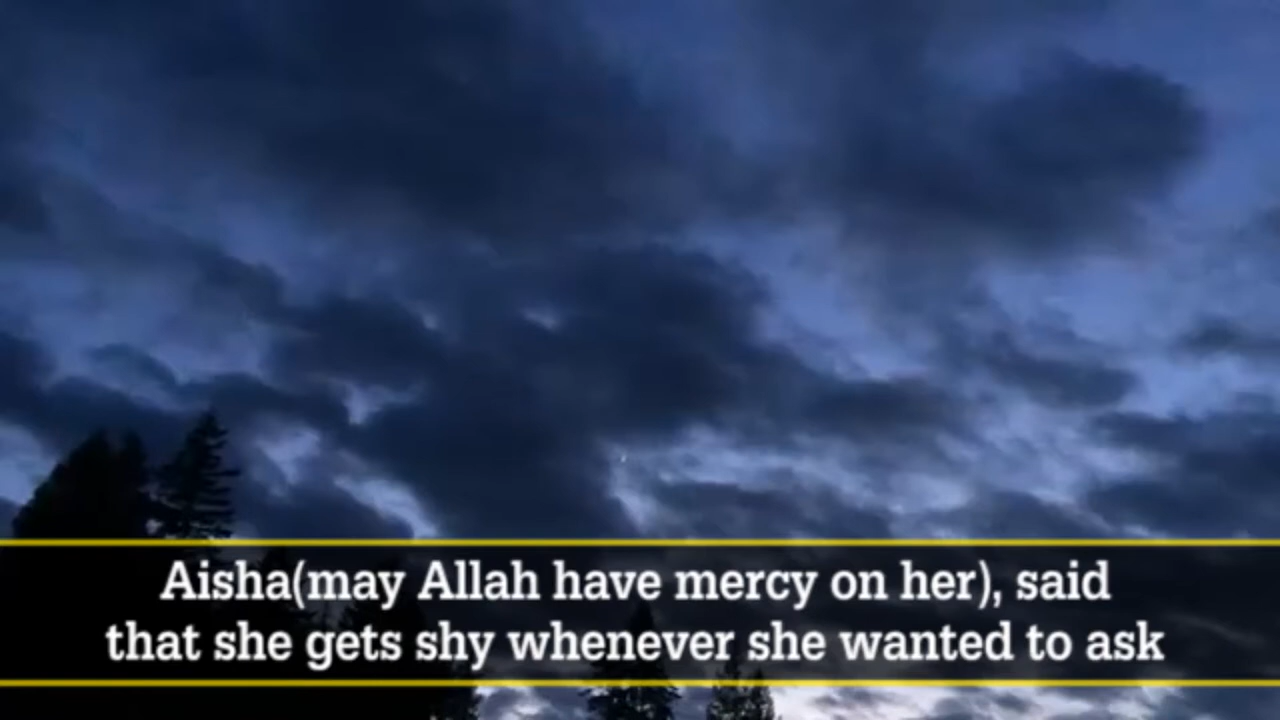 Aisha(may Allah have mercy on her), said
that she gets shy whenever she wanted to ask